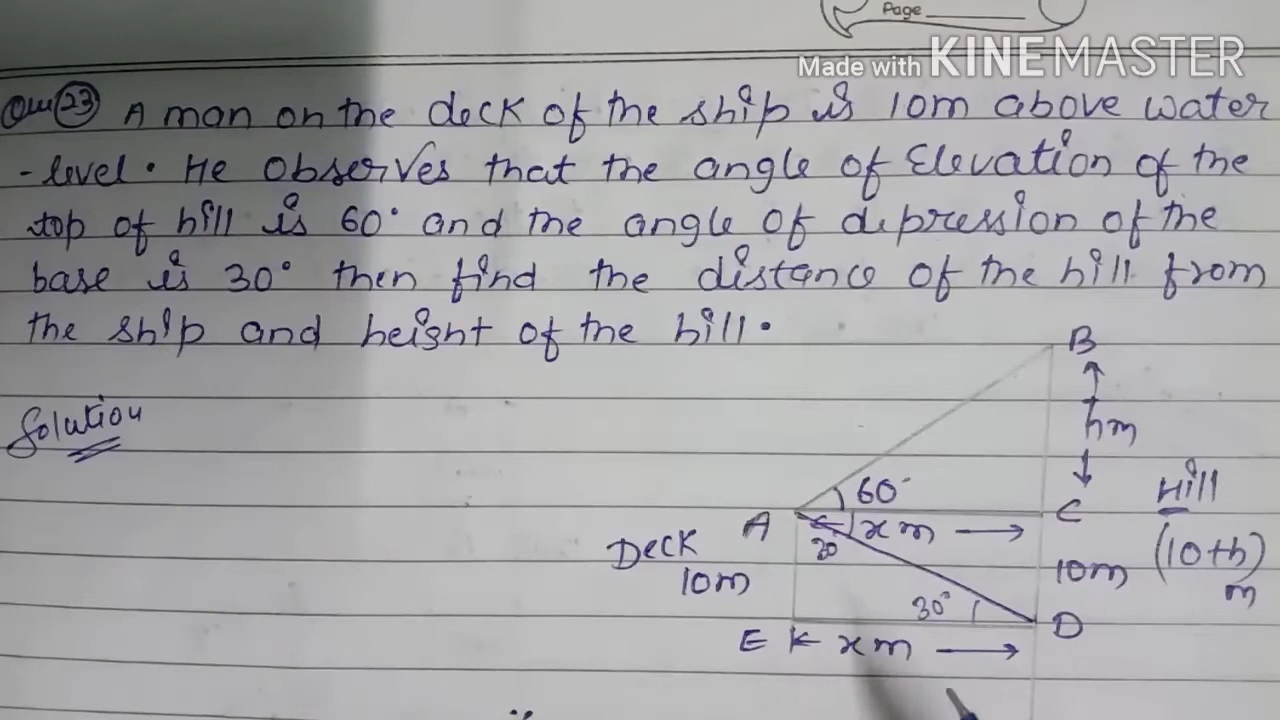 Page
Made with KINEMASTER
Que 23 A man on the deck of the ship is 10m above water
-level. He observes that the angle of Elevation of the
top of hill is 60° and the angle of depression of the
base is 30° then find the distance of the hill from
the ship and height of the hill.
Solution
B
hm
60°
Hill
A
x m
C
Deck
30
10m
10m
(10+h)
m
30°
E
x m
D